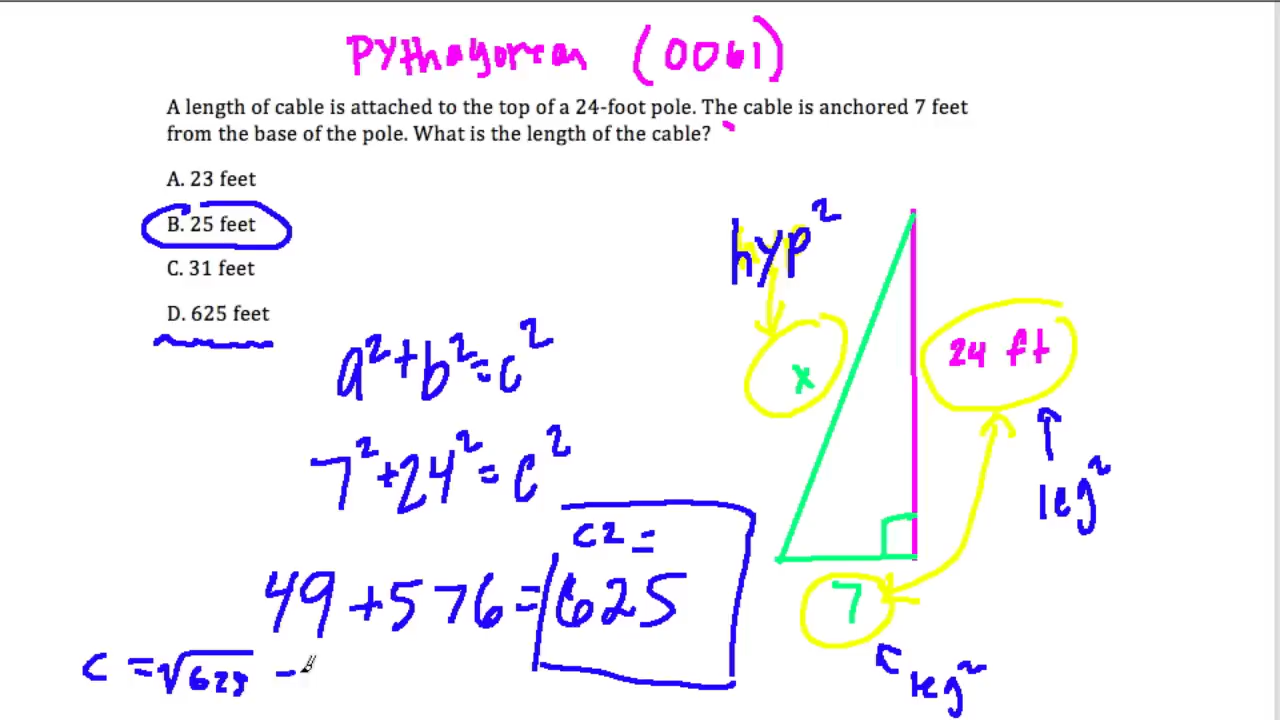 Pythagorean (0061)
A length of cable is attached to the top of a 24-foot pole. The cable is anchored 7 feet
from the base of the pole. What is the length of the cable?
A. 23 feet
B. 25 feet
C. 31 feet
D. 625 feet
hyp²
x
24 ft
leg²
7
leg²
a²+b²=c²
7²+24²=c²
c2=
49+576=625
c=√625